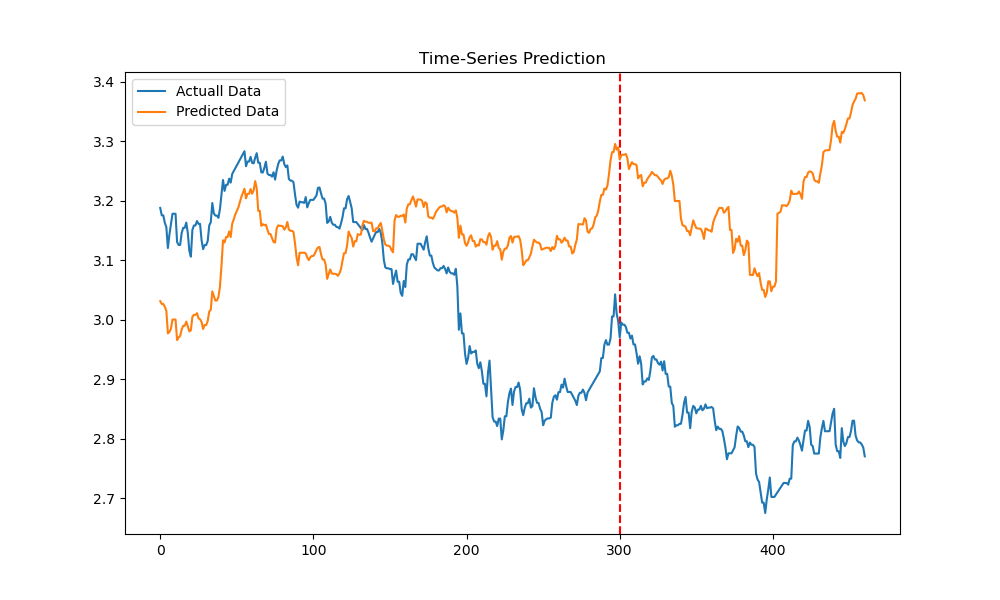 Time-Series Prediction
Actuall Data
Predicted Data
3.4
3.3
3.2
3.1
3.0
2.9
2.8
2.7
0 100 200 300 400